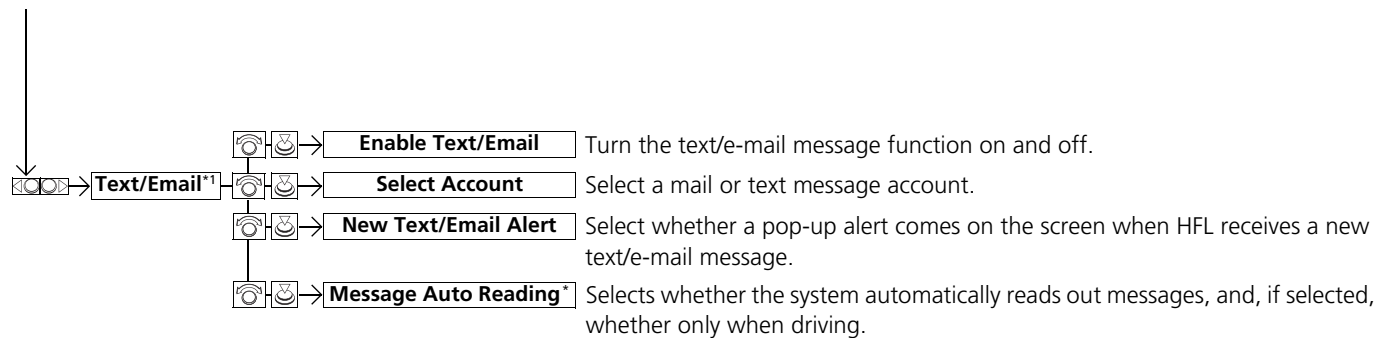 Enable Text/Email Turn the text/e-mail message function on and off.
Text/Email*1 Select Account Select a mail or text message account.
New Text/Email Alert Select whether a pop-up alert comes on the screen when HFL receives a new
text/e-mail message.
Message Auto Reading* Selects whether the system automatically reads out messages, and, if selected,
whether only when driving.